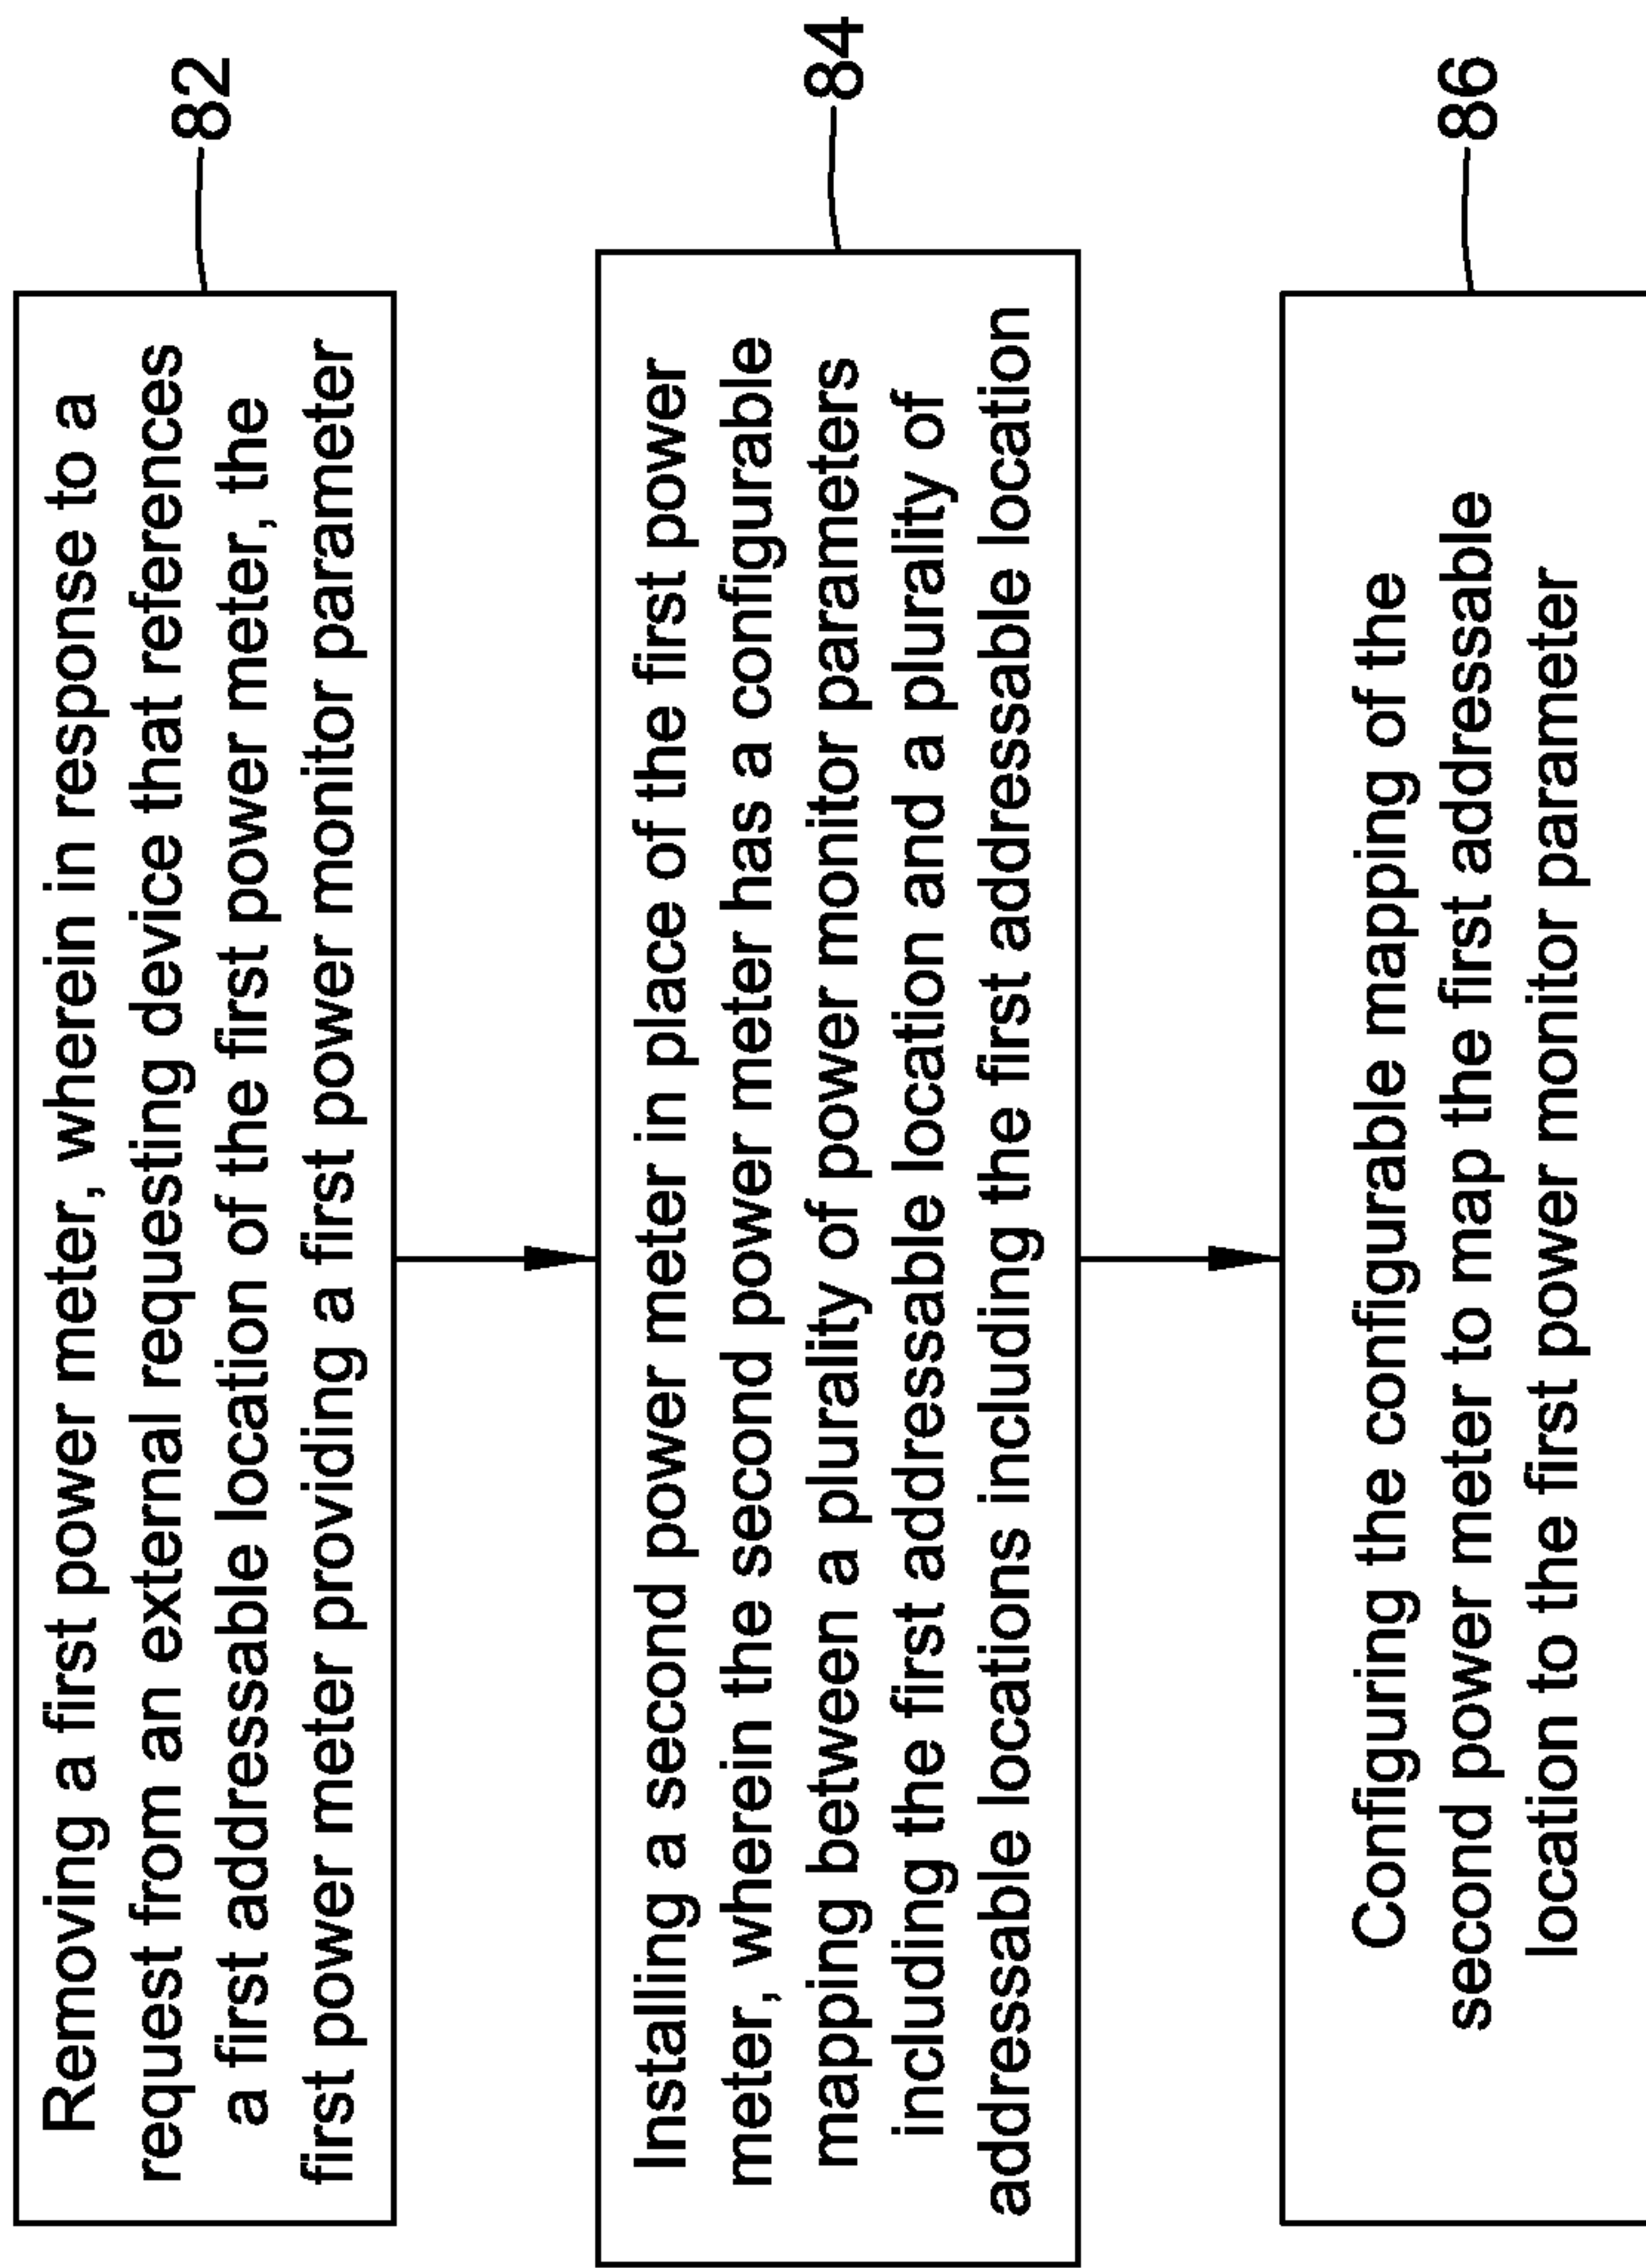 Removing a first power meter, wherein in response to a
request from an external requesting device that references
a first addressable location of the first power meter, the
first power meter providing a first power monitor parameter
82
Installing a second power meter in place of the first power
meter, wherein the second power meter has a configurable
mapping between a plurality of power monitor parameters
including the first addressable location and a plurality of
addressable locations including the first addressable location
84
Configuring the configurable mapping of the
second power meter to map the first addressable
location to the first power monitor parameter
86